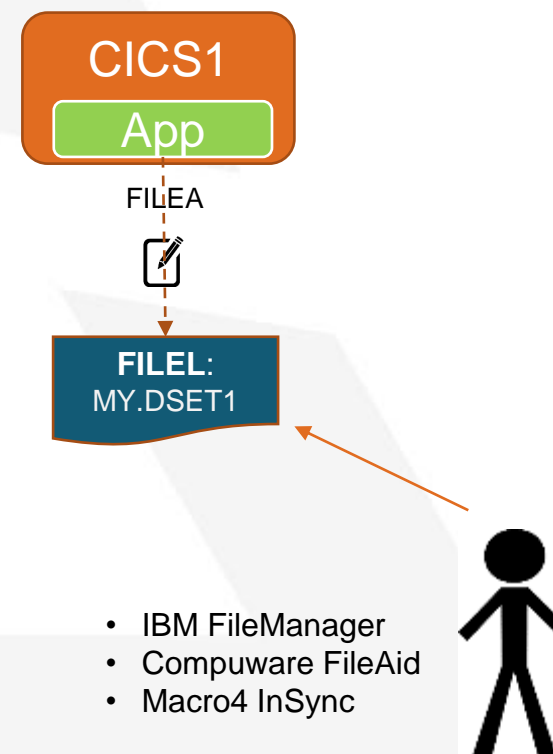 CICS1
App
FILEA
FILEL:
MY.DSET1
• IBM FileManager
• Compuware FileAid
• Macro4 InSync